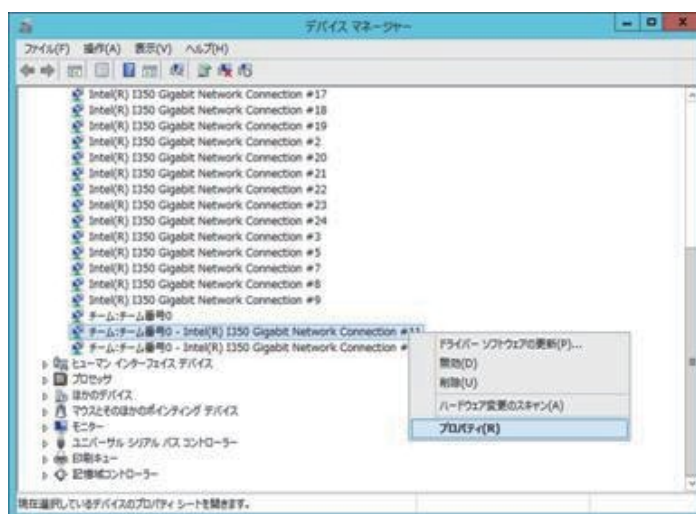 デバイス マネージャー
ファイル(F) 操作(A) 表示(V) ヘルプ(H)
Intel(R) I350 Gigabit Network Connection #17
Intel(R) I350 Gigabit Network Connection #18
Intel(R) I350 Gigabit Network Connection #19
Intel(R) I350 Gigabit Network Connection #2
Intel(R) I350 Gigabit Network Connection #20
Intel(R) I350 Gigabit Network Connection #21
Intel(R) I350 Gigabit Network Connection #22
Intel(R) I350 Gigabit Network Connection #23
Intel(R) I350 Gigabit Network Connection #24
Intel(R) I350 Gigabit Network Connection #3
Intel(R) I350 Gigabit Network Connection #5
Intel(R) I350 Gigabit Network Connection #7
Intel(R) I350 Gigabit Network Connection #8
Intel(R) I350 Gigabit Network Connection #9
チーム:チーム番号0
チーム:チーム番号0 - Intel(R) I350 Gigabit Network Connection #11
チーム:チーム番号0 - Intel(R) I350 Gigabit Network Connection #
ヒューマン インターフェイス デバイス
プロセッサ
ほかのデバイス
マウスとそのほかのポインティング デバイス
モニター
ユニバーサル シリアル バス コントローラー
印刷キュー
記憶域コントローラー
ドライバー ソフトウェアの更新(P)...
無効(D)
削除(U)
ハードウェア変更のスキャン(A)
プロパティ(R)
現在選択しているデバイスのプロパティ シートを開きます。